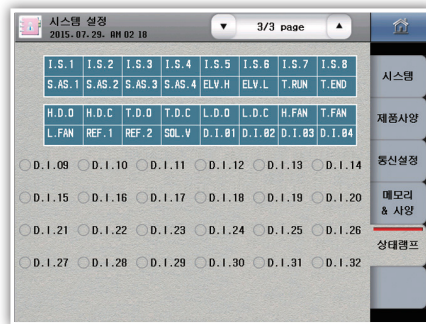 시스템 설정
2015.07.29. AM 02 18
▼ 3/3 page ▲
I.S.1 I.S.2 I.S.3 I.S.4 I.S.5 I.S.6 I.S.7 I.S.8
S.AS.1 S.AS.2 S.AS.3 S.AS.4 ELV.H ELV.L T.RUN T.END
H.D.O H.D.C T.D.O T.D.C L.D.O L.D.C H.FAN T.FAN
L.FAN REF.1 REF.2 SOL.V D.I.01 D.I.02 D.I.03 D.I.04
D.I.09 D.I.10 D.I.11 D.I.12 D.I.13 D.I.14
D.I.15 D.I.16 D.I.17 D.I.18 D.I.19 D.I.20
D.I.21 D.I.22 D.I.23 D.I.24 D.I.25 D.I.26
D.I.27 D.I.28 D.I.29 D.I.30 D.I.31 D.I.32
시스템
제품사양
통신설정
메모리
& 사양
상태램프